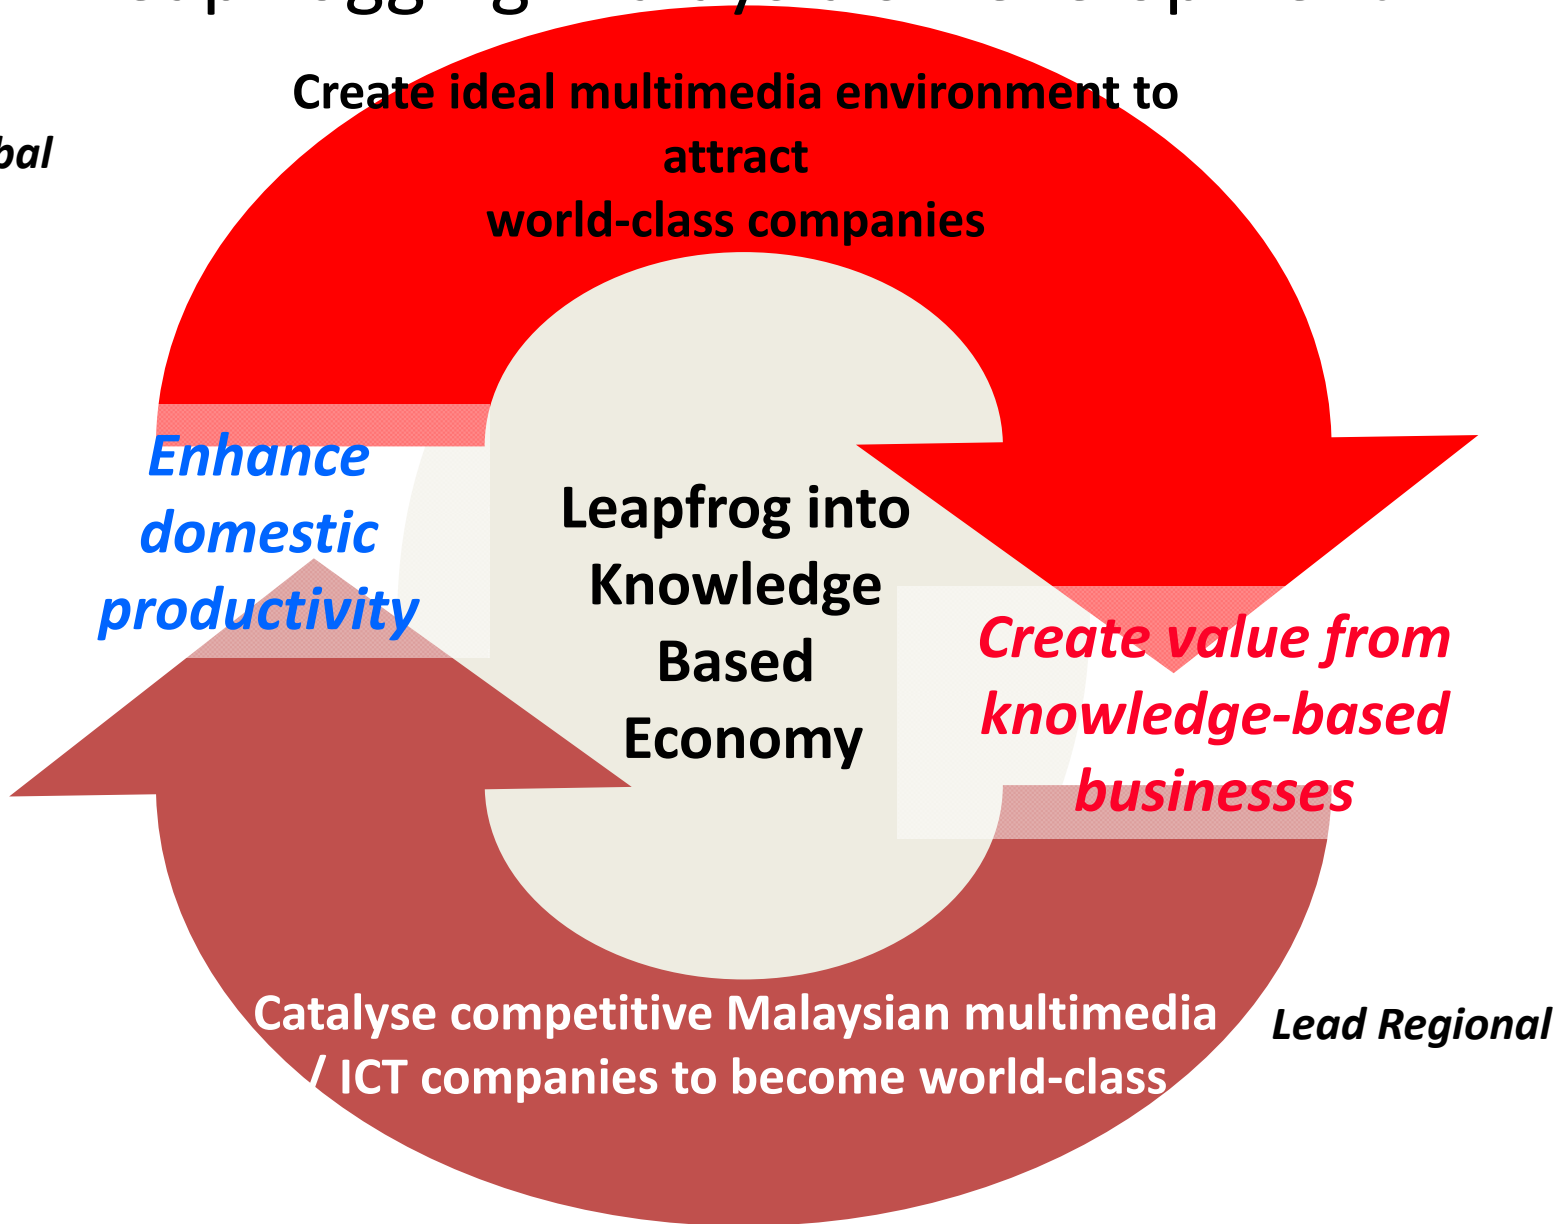 Create ideal multimedia environment to
attract
world-class companies
Enhance
domestic
productivity
Leapfrog into
Knowledge
Based
Economy
Create value from
knowledge-based
businesses
Catalyse competitive Malaysian multimedia
/ ICT companies to become world-class
Lead Regional